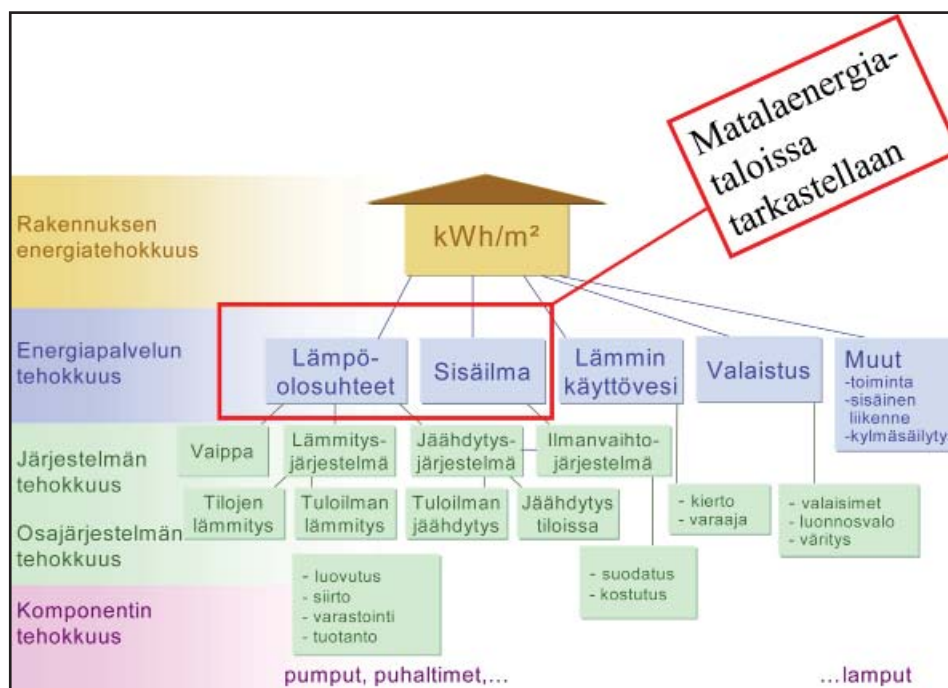 Matalaenergia-
taloissa
tarkastellaan
Rakennuksen
energiatehokkuus
kWh/m²
Energiapalvelun
tehokkuus
Lämpö-
olosuhteet
Sisäilma
Lämmin
käyttövesi
Valaistus
Muut
-toiminta
-sisäinen
liikenne
-kylmäsäilyty
Järjestelmän
tehokkuus
Vaippa
Lämmitys-
järjestelmä
Jäähdytys-
järjestelmä
Ilmanvaihto-
järjestelmä
Osajärjestelmän
tehokkuus
Tilojen
lämmitys
Tuloilman
lämmitys
Tuloilman
jäähdytys
Jäähdytys
tiloissa
- kierto
- varaaja
- valaisimet
- luonnosvalo
- väritys
- luovutus
- siirto
- varastointi
- tuotanto
- suodatus
- kostutus
Komponentin
tehokkuus
pumput, puhaltimet,...
...lamput